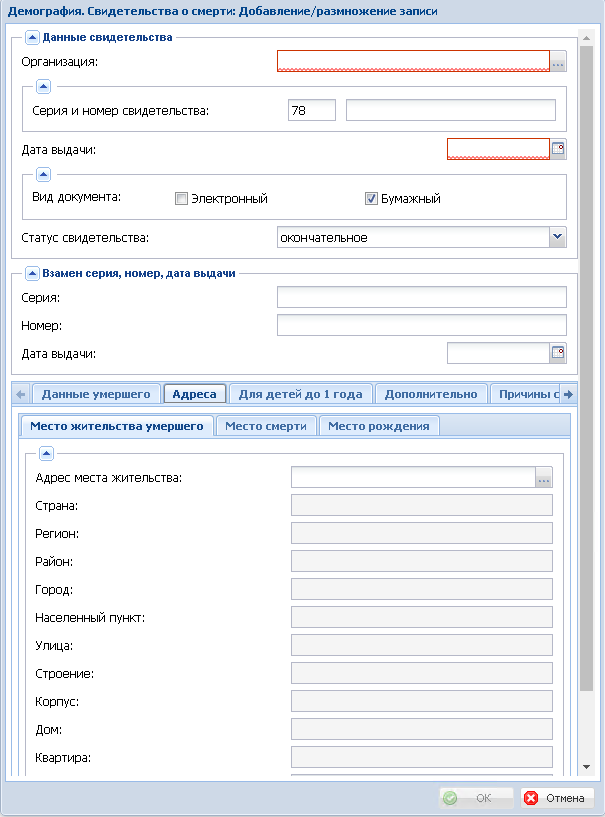 Демография. Свидетельства о смерти: Добавление/размножение записи
Данные свидетельства
Организация:
...
Серия и номер свидетельства: 78
Дата выдачи:
Вид документа: Электронный Бумажный
Статус свидетельства: окончательное
Взамен серия, номер, дата выдачи
Серия:
Номер:
Дата выдачи:
Данные умершего Адреса Для детей до 1 года Дополнительно Причины с
Место жительства умершего Место смерти Место рождения
Адрес места жительства: ...
Страна:
Регион:
Район:
Город:
Населенный пункт:
Улица:
Строение:
Корпус:
Дом:
Квартира:
ОК Отмена